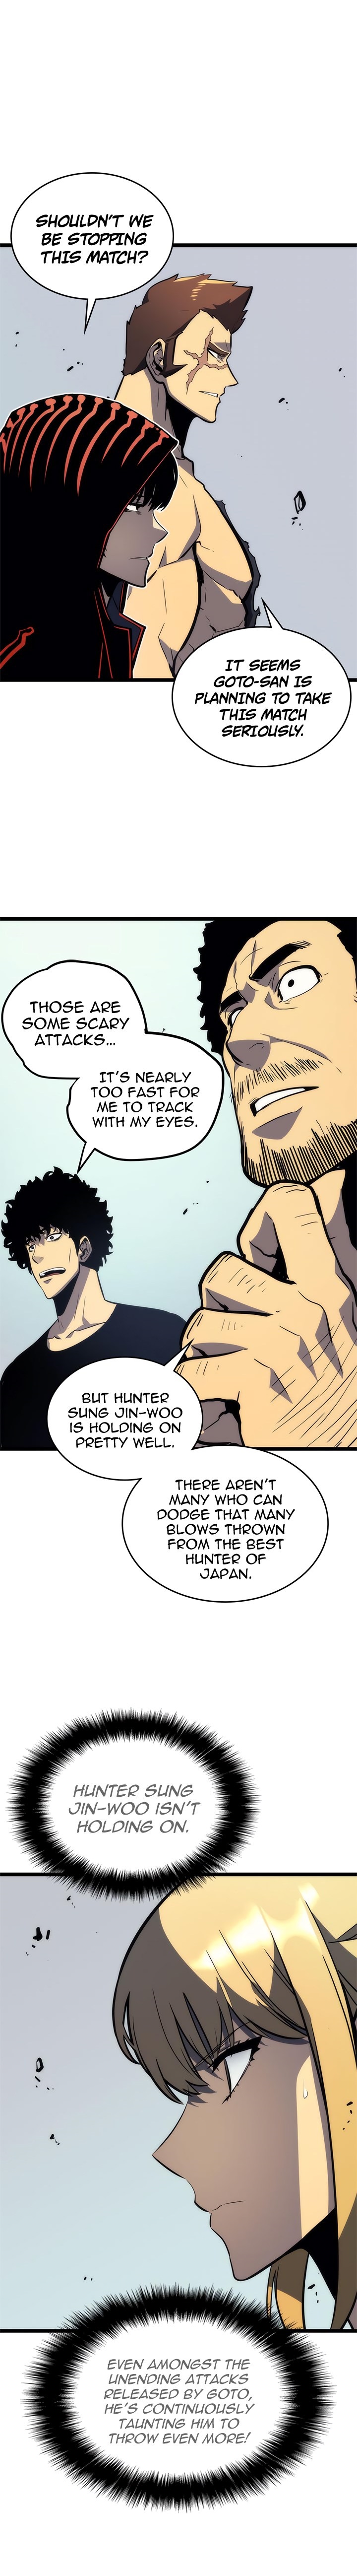 SHOULDN'T WE
BE STOPPING
THIS MATCH?
IT SEEMS
GOTO-SAN IS
PLANNING TO TAKE
THIS MATCH
SERIOUSLY.
THOSE ARE
SOME SCARY
ATTACKS...
IT'S NEARLY
TOO FAST FOR
ME TO TRACK
WITH MY EYES.
BUT HUNTER
SUNG JIN-WOO
IS HOLDING ON
PRETTY WELL.
THERE AREN'T
MANY WHO CAN
DODGE THAT MANY
BLOWS THROWN
FROM THE BEST
HUNTER OF
JAPAN.
HUNTER SUNG
JIN-WOO ISN'T
HOLDING ON.
EVEN AMONGST THE
UNENDING ATTACKS
RELEASED BY GOTO,
HE'S CONTINUOUSLY
TAUNTING HIM TO
THROW EVEN MORE!